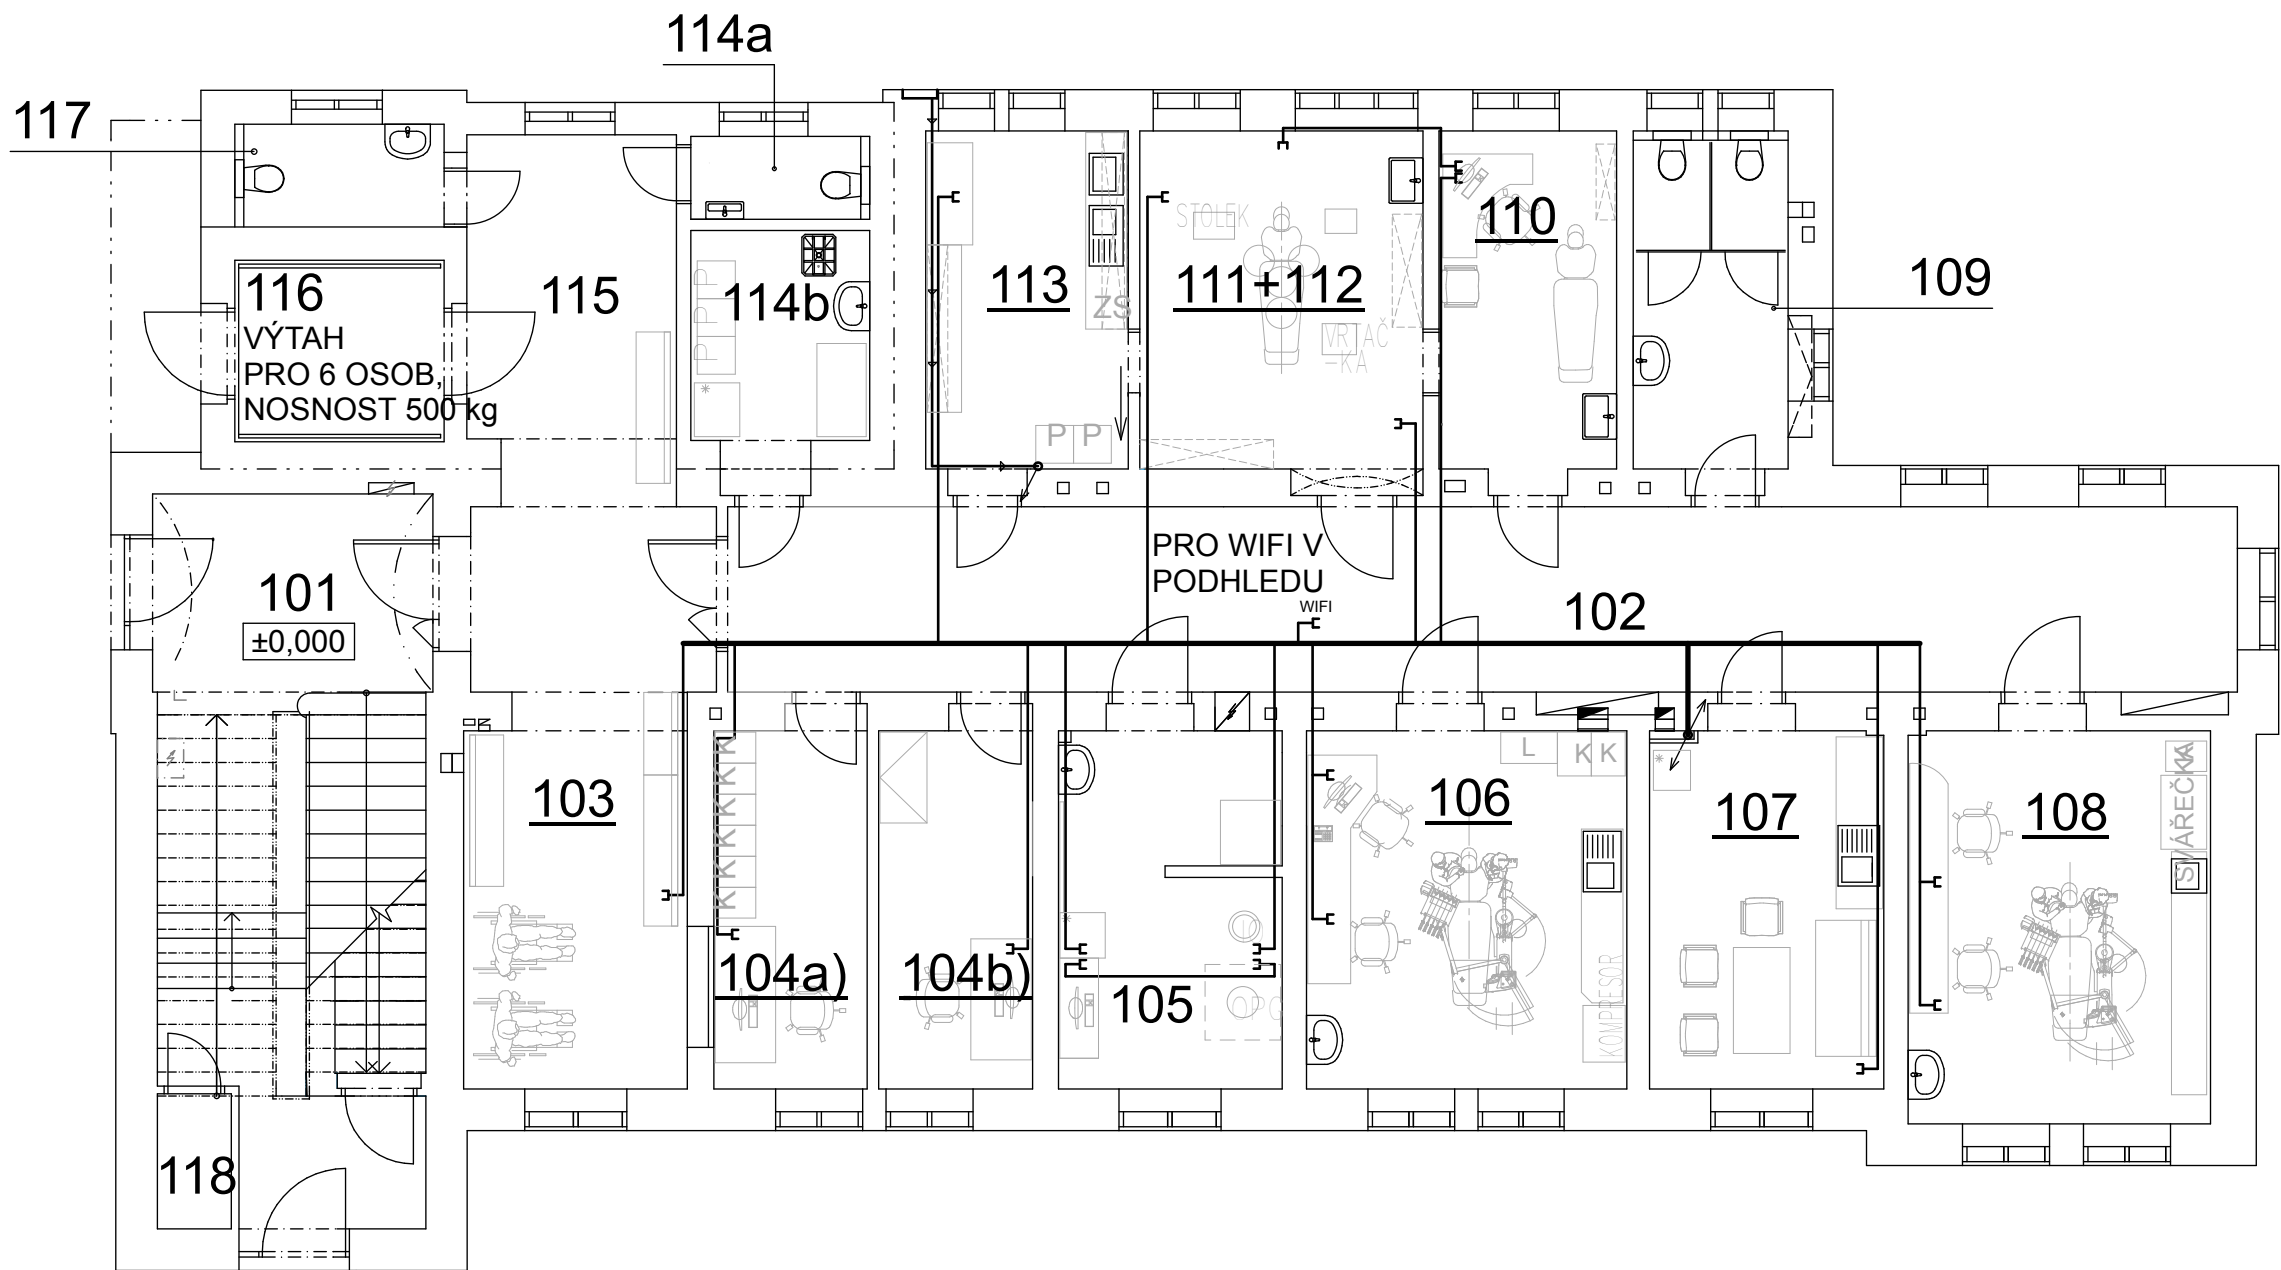 114a
117
110
STOLEK
109
116
115
114b
113
111+112
ZS
VÝTAH
PRO 6 OSOB,
NOSNOST 500 kg
P
P
P
VRTAČ
-KA
P P
PRO WIFI V
PODHLEDU
WIFI
101
102
±0,000
L
K K
K
K
K
K
K
K
103
106
107
108
SVÁŘEČKA
104a)
104b)
105
OPG
KOMPRESOR
118